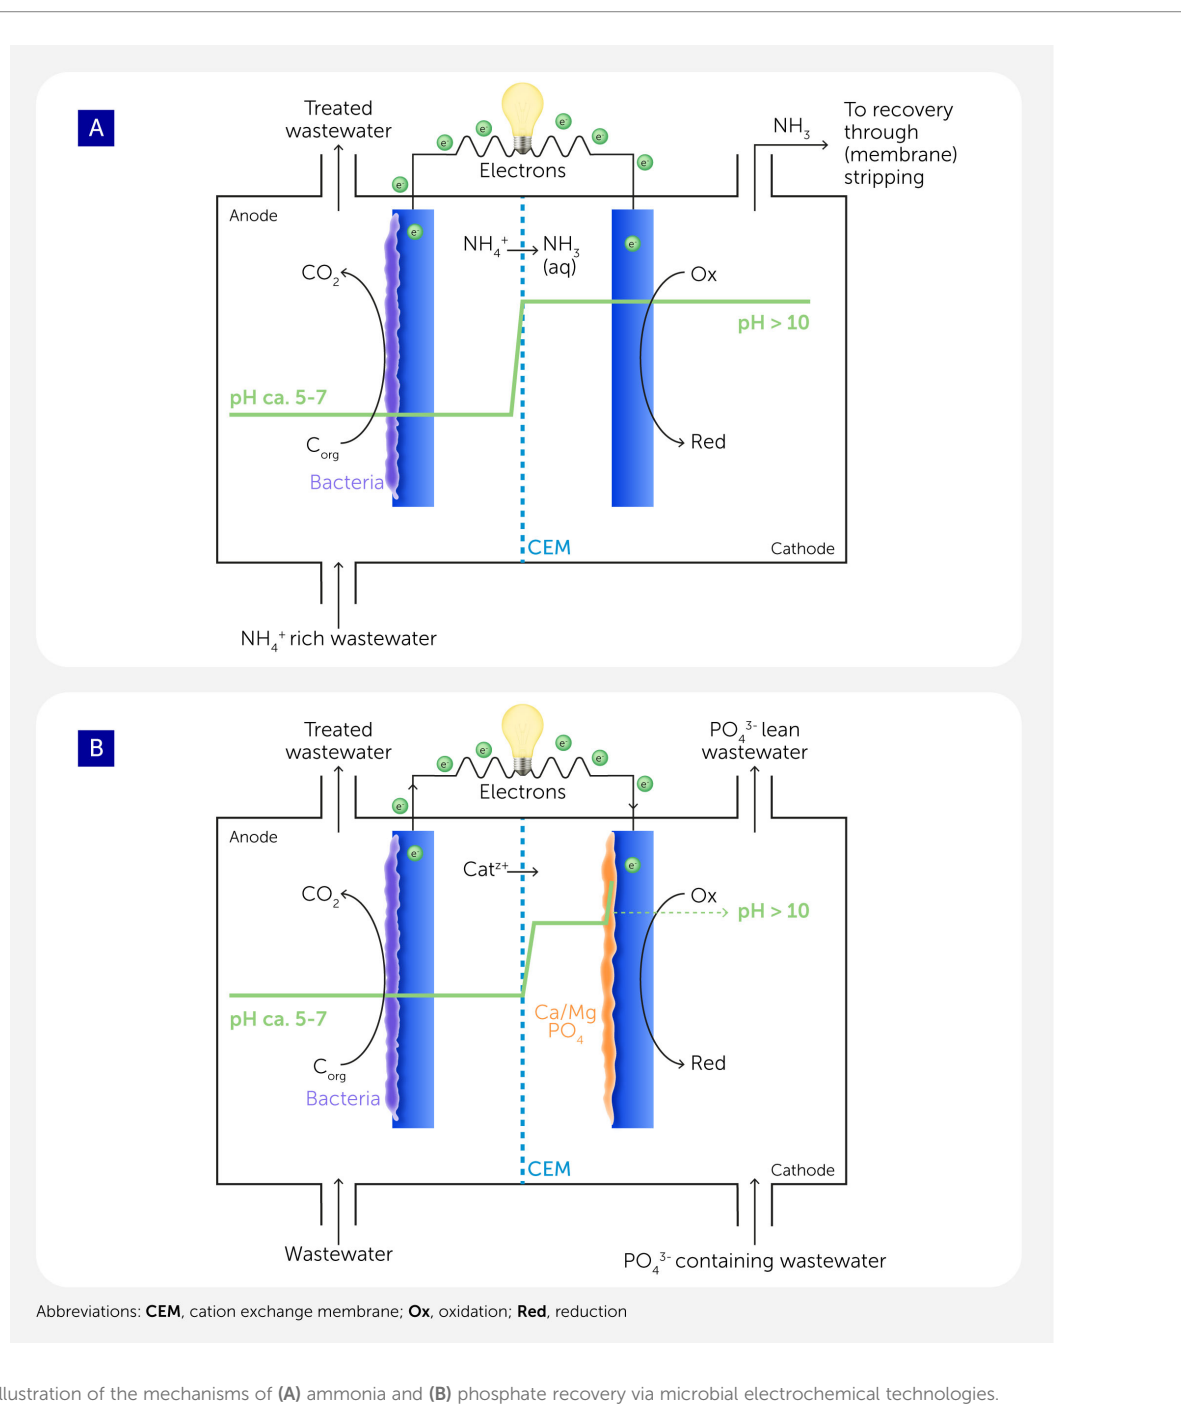 A
Treated
wastewater
e⁻ e⁻ e⁻ e⁻ e⁻ e⁻
Electrons
NH₃
To recovery
through
(membrane)
stripping
Anode
e⁻
e⁻
NH₄⁺ NH₃
(aq)
CO₂
Ox
pH > 10
pH ca. 5-7
C_org
Red
Bacteria
CEM
Cathode
NH₄⁺ rich wastewater
B
Treated
wastewater
e⁻ e⁻ e⁻ e⁻ e⁻ e⁻
Electrons
PO₄³⁻ lean
wastewater
Anode
e⁻
e⁻
Catᶻ⁺
CO₂
Ox
pH > 10
pH ca. 5-7
Ca/Mg
PO₄
C_org
Red
Bacteria
CEM
Cathode
Wastewater
PO₄³⁻ containing wastewater
Abbreviations: CEM, cation exchange membrane; Ox, oxidation; Red, reduction
llustration of the mechanisms of (A) ammonia and (B) phosphate recovery via microbial electrochemical technologies.